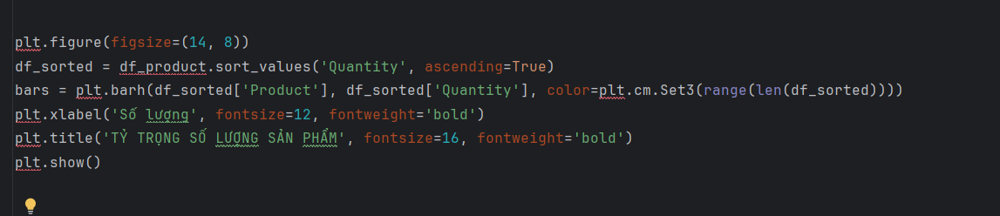 plt.figure(figsize=(14, 8))
df_sorted = df_product.sort_values('Quantity', ascending=True)
bars = plt.barh(df_sorted['Product'], df_sorted['Quantity'], color=plt.cm.Set3(range(len(df_sorted))))
plt.xlabel('Số lượng', fontsize=12, fontweight='bold')
plt.title('TỶ TRỌNG SỐ LƯỢNG SẢN PHẨM', fontsize=16, fontweight='bold')
plt.show()